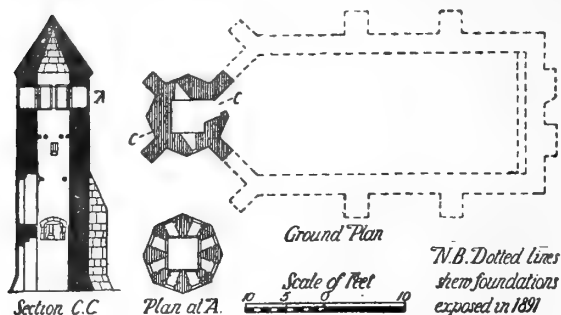 A
C
C
Ground Plan
Section C.C
Plan at A.
Scale of Feet
10 5 0 10
N.B. Dotted lines
shew foundations
exposed in 1891